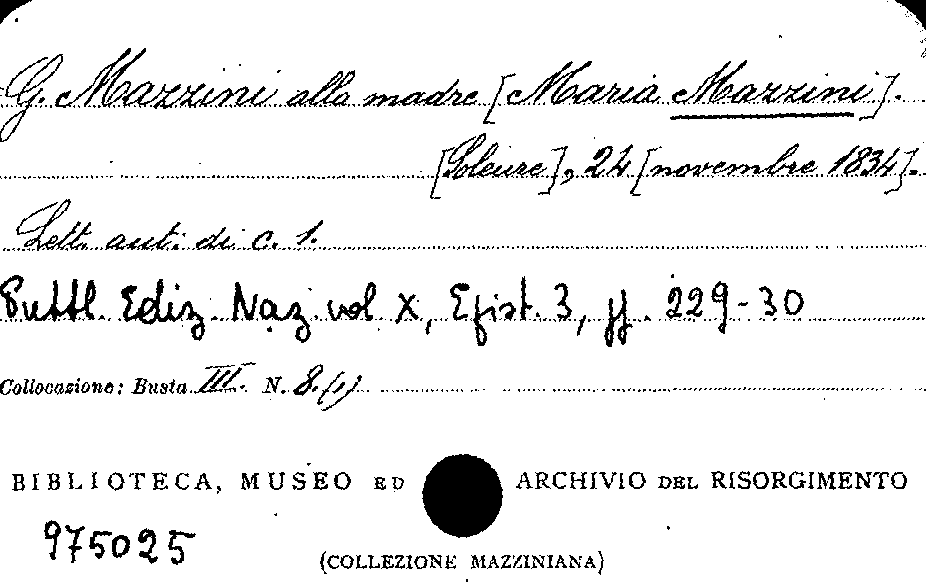 G. Mazzini alla madre [Maria Mazzini].
[Soleure], 24 [novembre 1834].
Lett. aut. di c. 1.
Pubbl. Ediz. Naz. vol X, Epist. 3, pp. 229-30
Collocazione: Busta III. N. 8.(1)
BIBLIOTECA, MUSEO ED ARCHIVIO DEL RISORGIMENTO
975025
(COLLEZIONE MAZZINIANA)